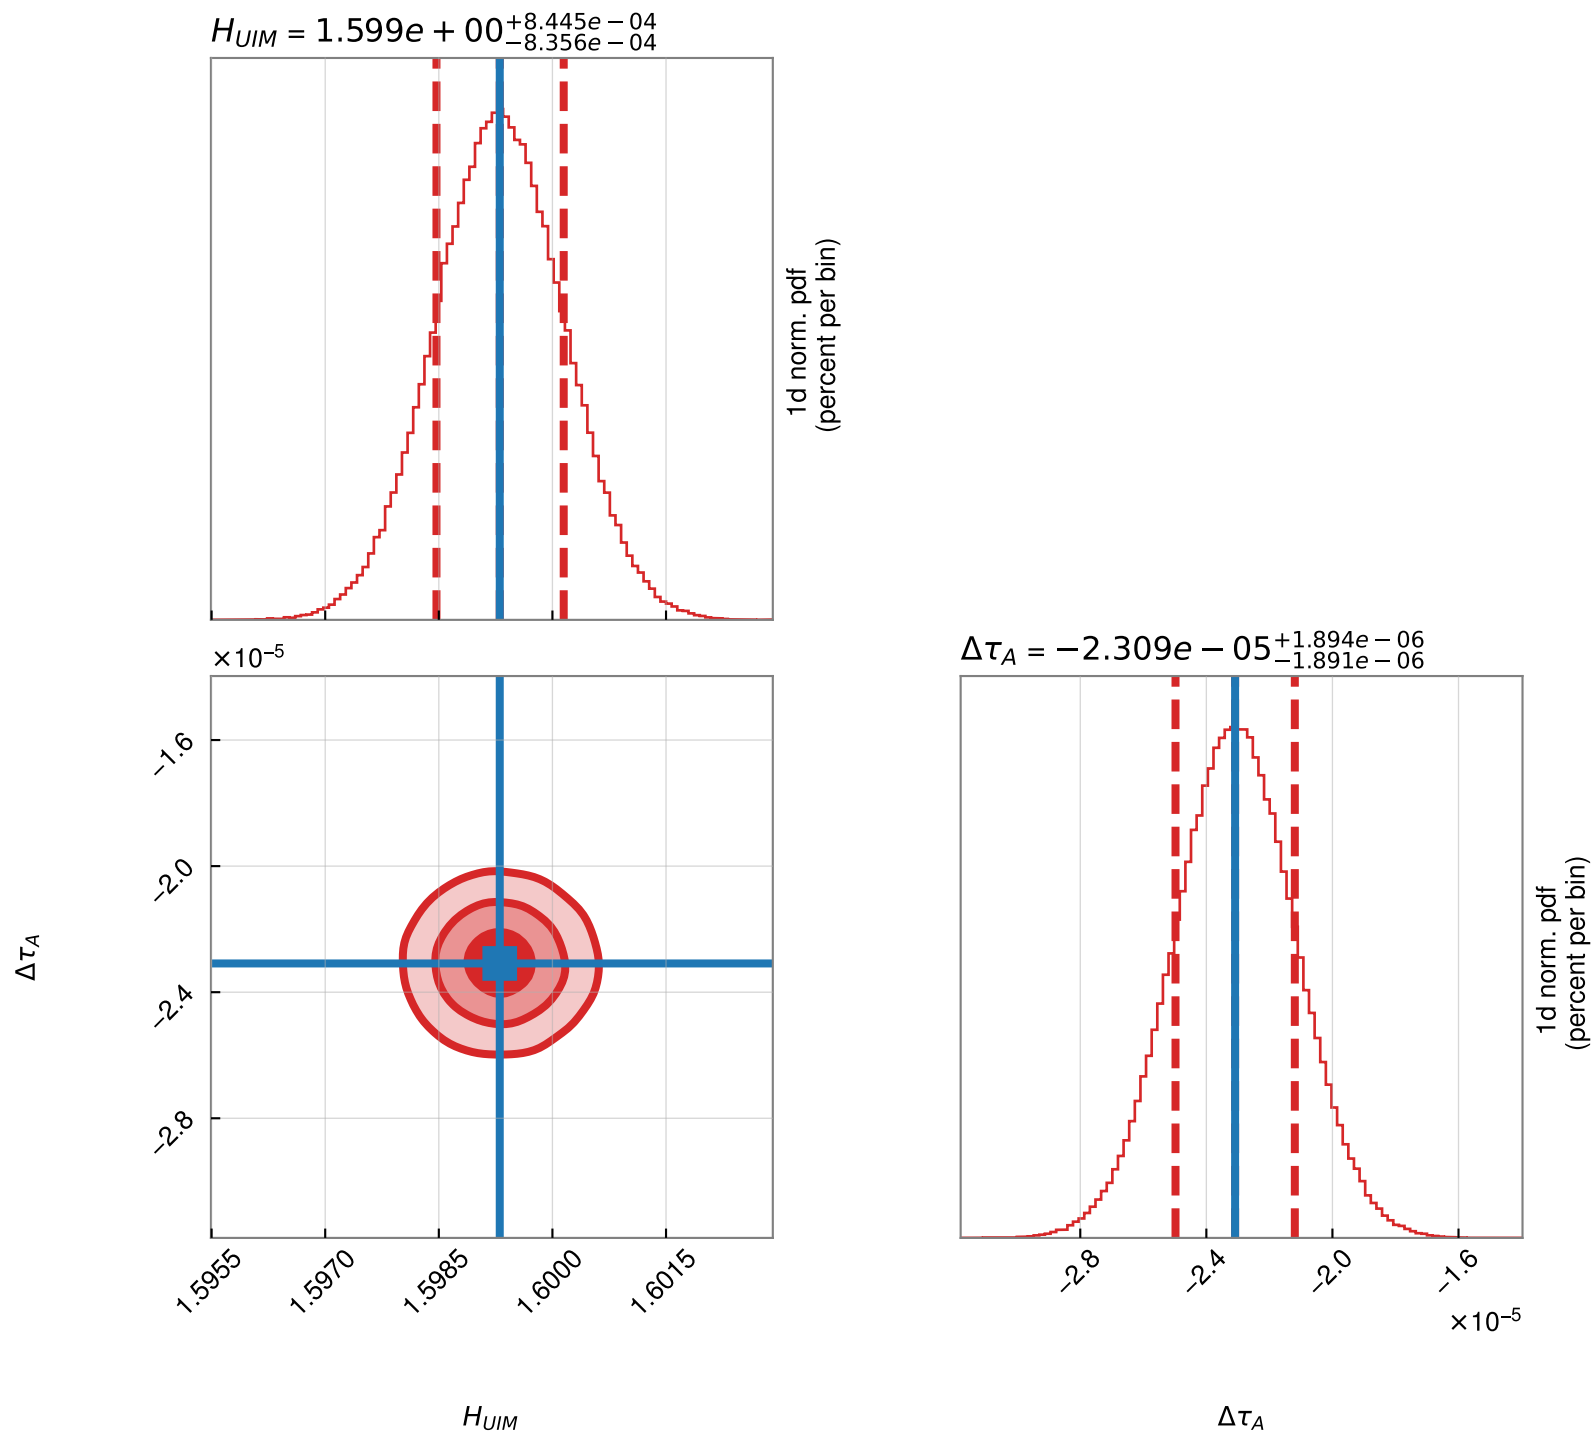 H_UIM = 1.599e + 00 +8.445e − 04 −8.356e − 04
1d norm. pdf
(percent per bin)
×10⁻⁵
Δτ_A = −2.309e − 05 +1.894e − 06 −1.891e − 06
−1.6
−2.0
−2.4
−2.8
Δτ_A
1d norm. pdf
(percent per bin)
1.5955 1.5970 1.5985 1.6000 1.6015
−2.8 −2.4 −2.0 −1.6
×10⁻⁵
H_UIM
Δτ_A